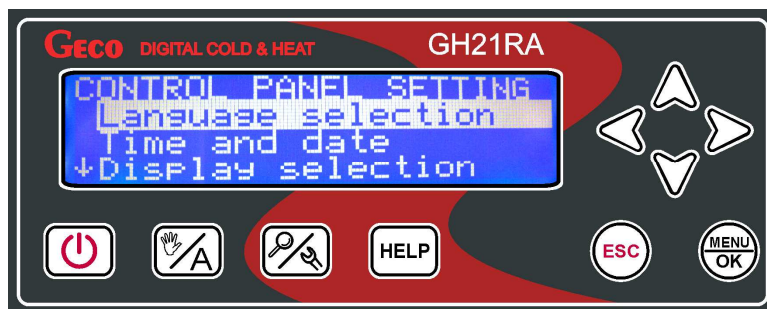 GECO DIGITAL COLD & HEAT GH21RA
CONTROL PANEL SETTING
Language selection
Time and date
↓Display selection
A
HELP
ESC
MENU
OK